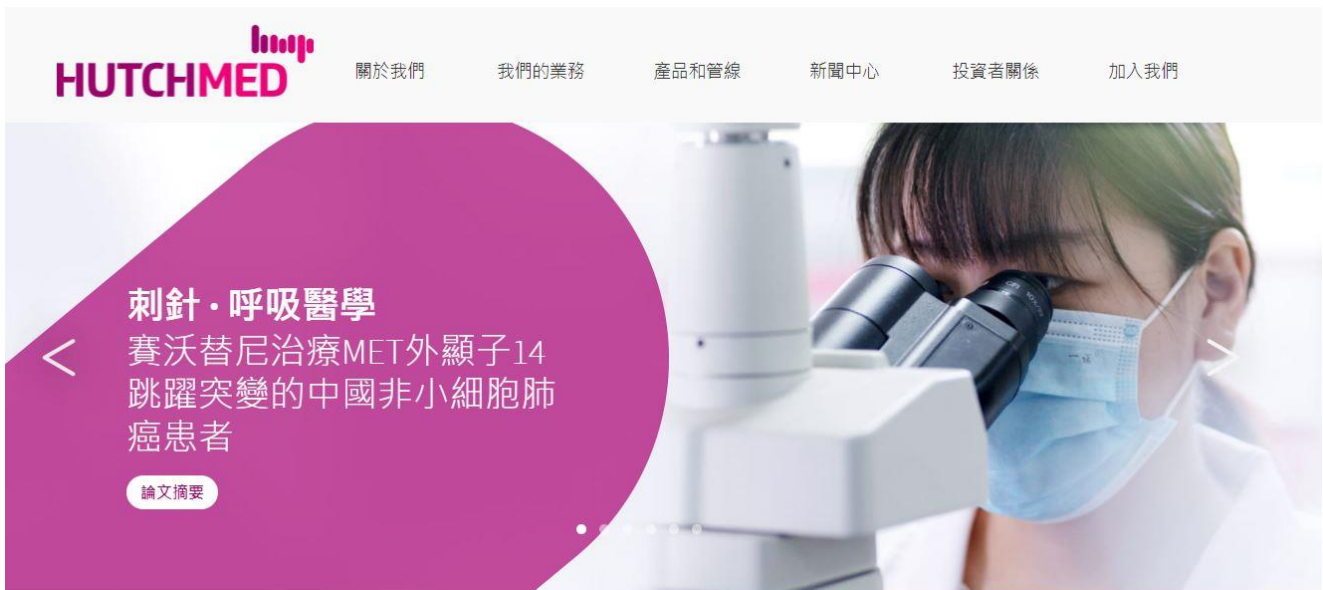 HUTCHMED
關於我們 我們的業務 產品和管線 新聞中心 投資者關係 加入我們
刺針·呼吸醫學
賽沃替尼治療MET外顯子14
跳躍突變的中國非小細胞肺
癌患者
論文摘要